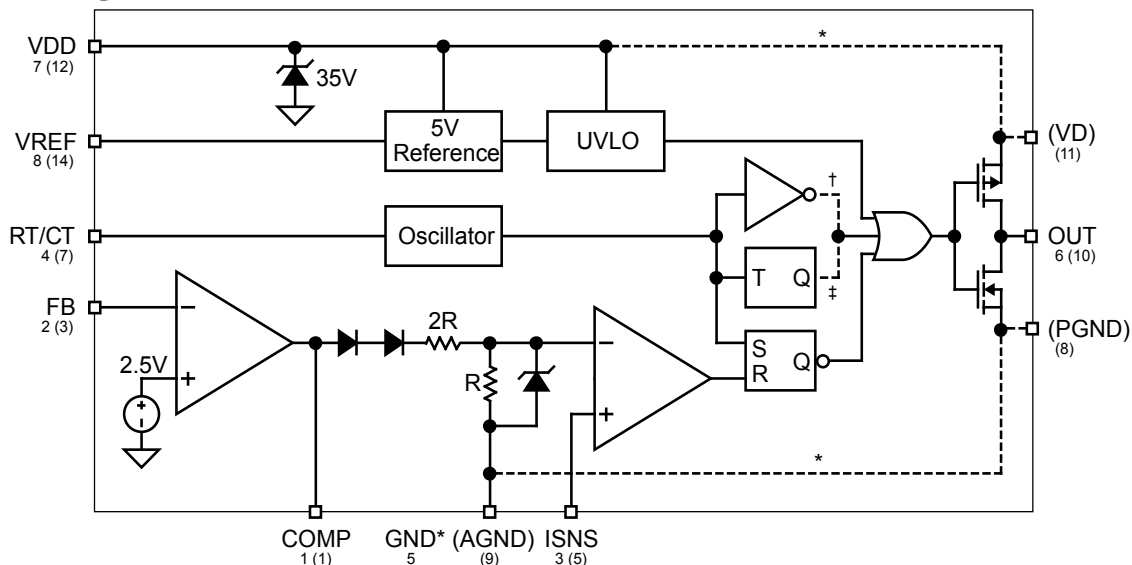 VDD
7 (12)
*
35V
VREF
8 (14)
5V
Reference
UVLO
(VD)
(11)
†
RT/CT
4 (7)
Oscillator
OUT
6 (10)
T Q
‡
FB
2 (3)
−
2R
−
S
R
Q
(PGND)
(8)
2.5V
+
R
+
+
-
*
COMP
1 (1)
GND* (AGND)
5 (9)
ISNS
3 (5)